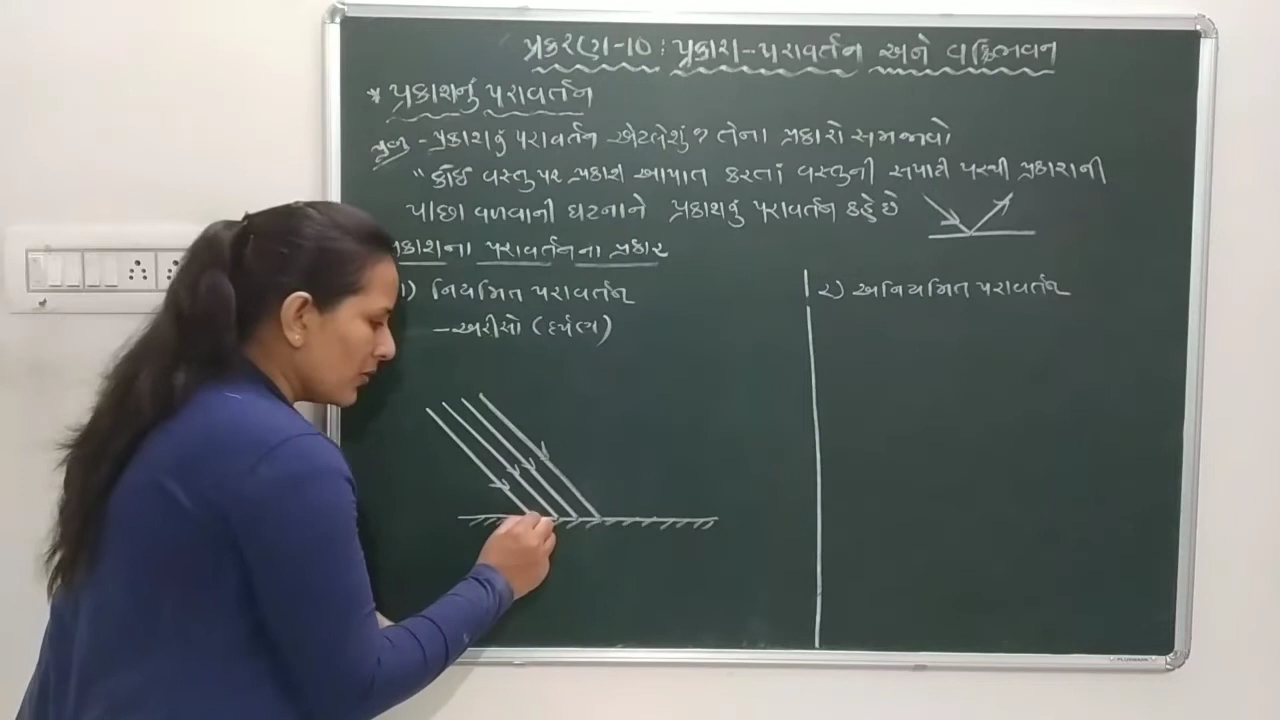 પ્રકરણ-10 : પ્રકાશ-પરાવર્તન અને વક્રિભવન
* પ્રકાશનું પરાવર્તન
પ્રશ્ન - પ્રકાશનું પરાવર્તન એટલેશું? તેના પ્રકારો સમજાવો
"કોઈ વસ્તુ પર પ્રકાશ આપાત કરતાં વસ્તુની સપાટી પરથી પ્રકાશની
પાછા વળવાની ઘટનાને પ્રકાશનું પરાવર્તન કહે છે
પ્રકાશના પરાવર્તનના પ્રકાર
૧) નિયમિત પરાવર્તન
- અરીસો (દર્પણ)
૨) અનિયમિત પરાવર્તન